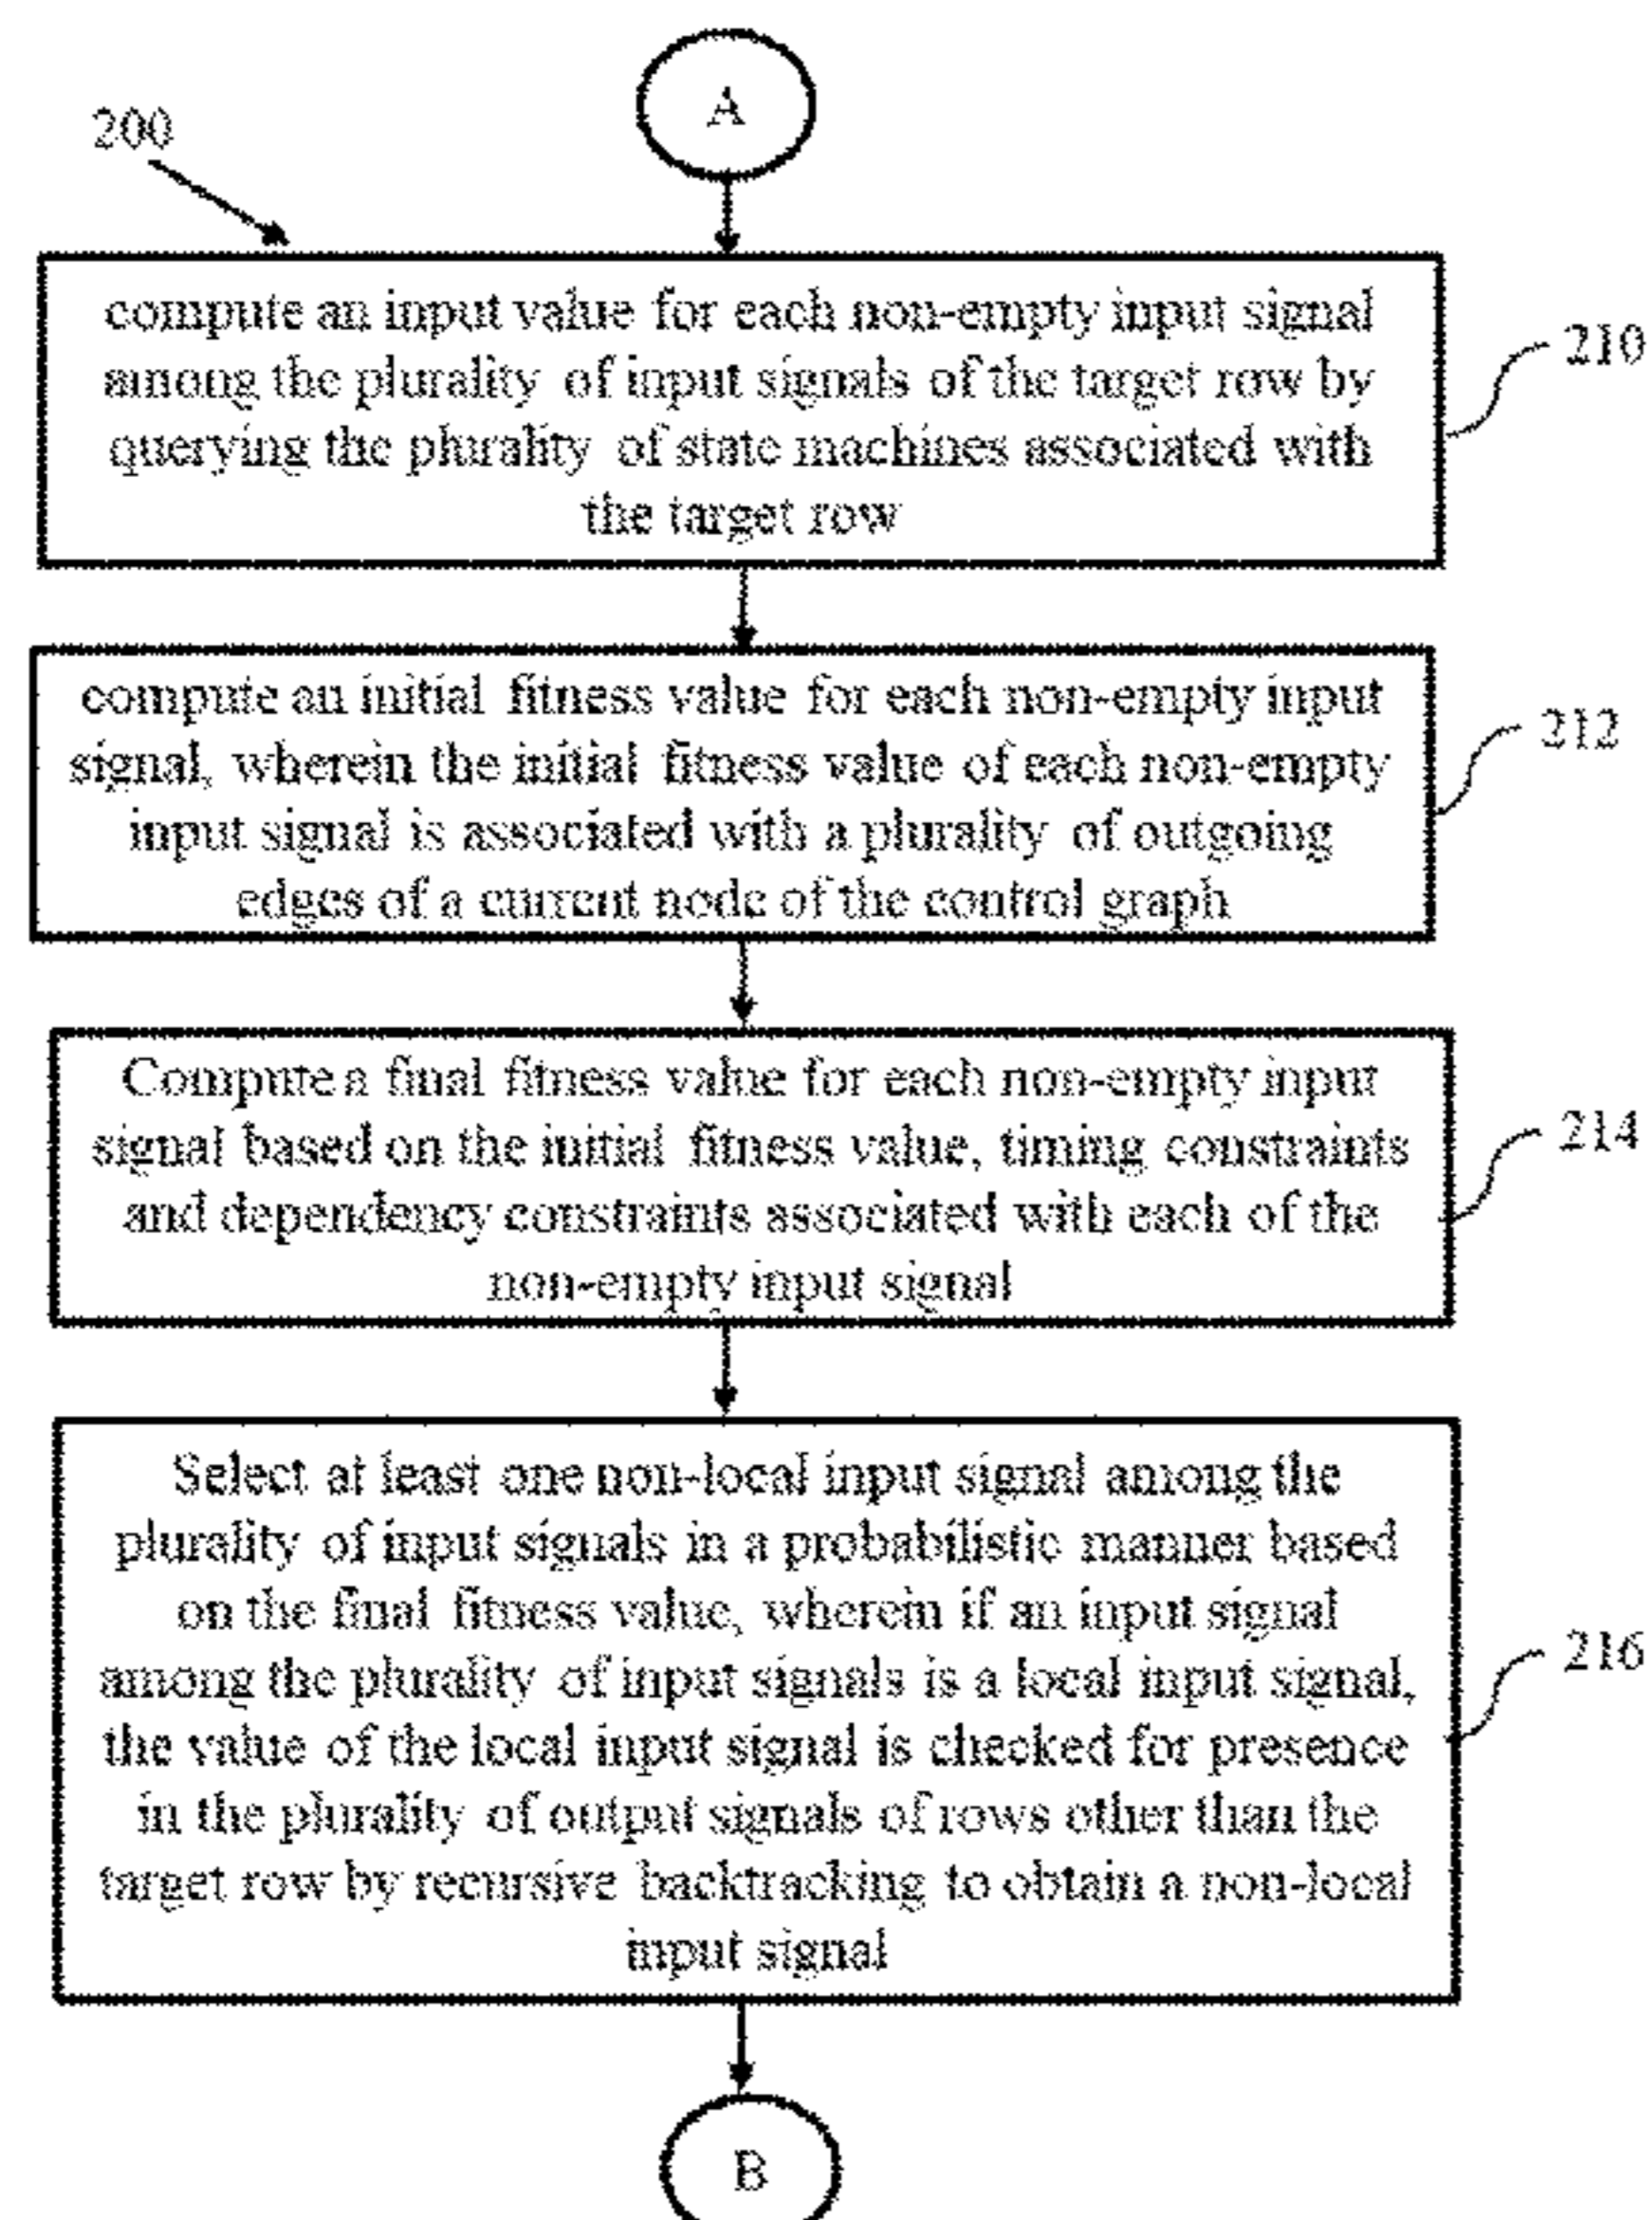 A
200
compute an input value for each non-empty input signal
among the plurality of input signals of the target row by
querying the plurality of state machines associated with
the target row
210
compute an initial fitness value for each non-empty input
signal, wherein the initial fitness value of each non-empty
input signal is associated with a plurality of outgoing
edges of a current node of the control graph
212
Compute a final fitness value for each non-empty input
signal based on the initial fitness value, timing constraints
and dependency constraints associated with each of the
non-empty input signal
214
Select at least one non-local input signal among the
plurality of input signals in a probabilistic manner based
on the final fitness value, wherein if an input signal
among the plurality of input signals is a local input signal,
the value of the local input signal is checked for presence
in the plurality of output signals of rows other than the
target row by recursive backtracking to obtain a non-local
input signal
216
B